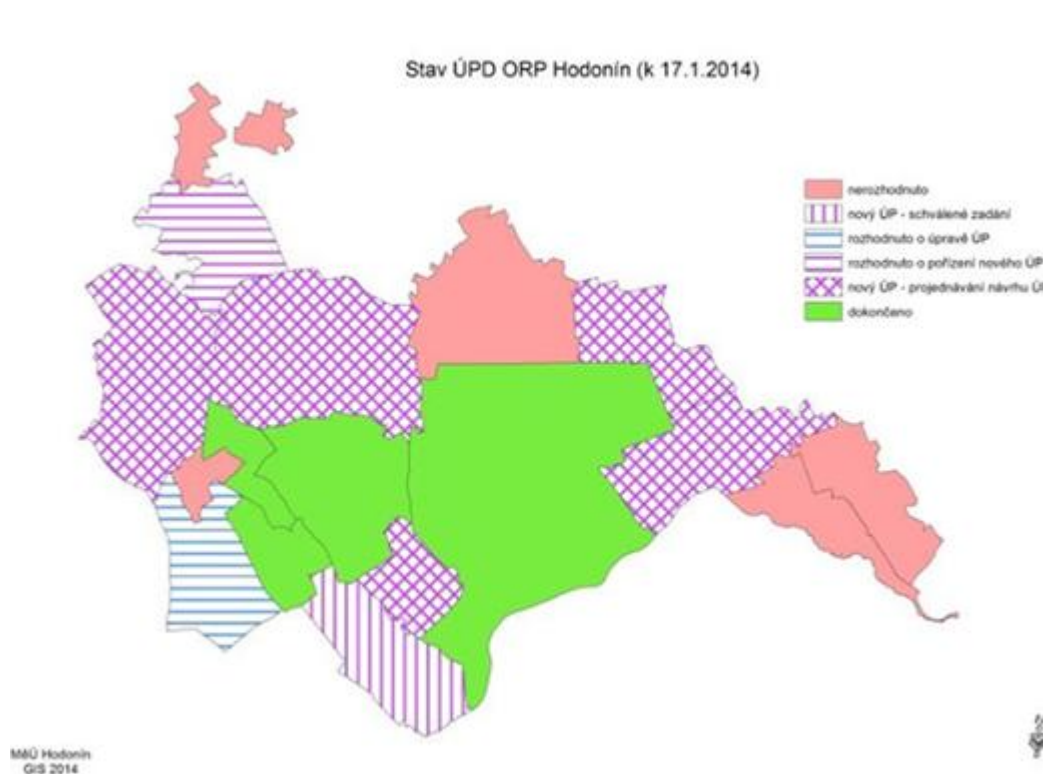 Stav ÚPD ORP Hodonín (k 17.1.2014)
nerozhodnuto
nový ÚP - schválené zadání
rozhodnuto o úpravě ÚP
rozhodnuto o pořízení nového ÚP
nový ÚP - projednávání návrhu
dokončeno
MěÚ Hodonín
GIS 2014